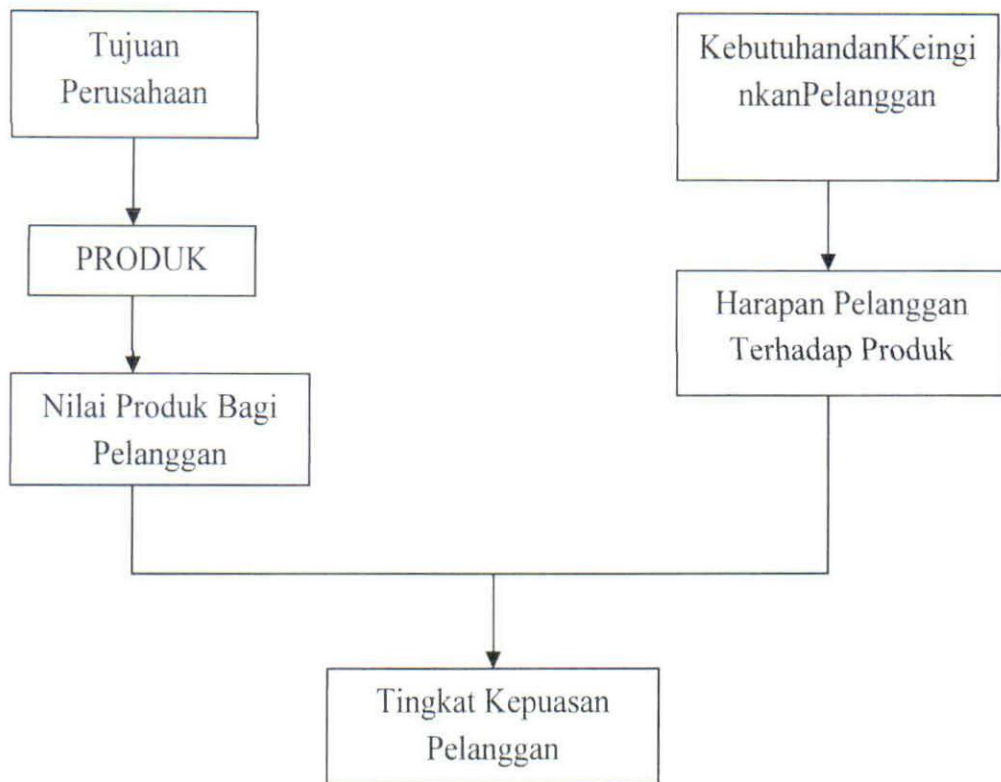 Tujuan
Perusahaan
KebutuhandanKeingi
nkanPelanggan
PRODUK
Harapan Pelanggan
Terhadap Produk
Nilai Produk Bagi
Pelanggan
Tingkat Kepuasan
Pelanggan